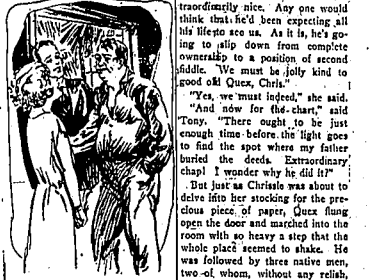 traordinarily nice. Any one would
think that he'd been expecting all
his life to see us. As it is, he's go-
ing to slip down from complete
ownership to a position of second
fiddle. We must be jolly kind to
good old Quex, Chris."
"Yes, we must indeed," she said.
"And now for the chart," said
Tony. "There ought to be just
enough time before the light goes
to find the spot where my father
buried the deeds. Extraordinary
chap! I wonder why he did it?"
But just as Chrissie was about to
delve into her stocking for the pre-
cious piece of paper, Quex flung
open the door and marched into the
room with so heavy a step that the
whole place seemed to shake. He
was followed by three native men,
two of whom, without any relish,